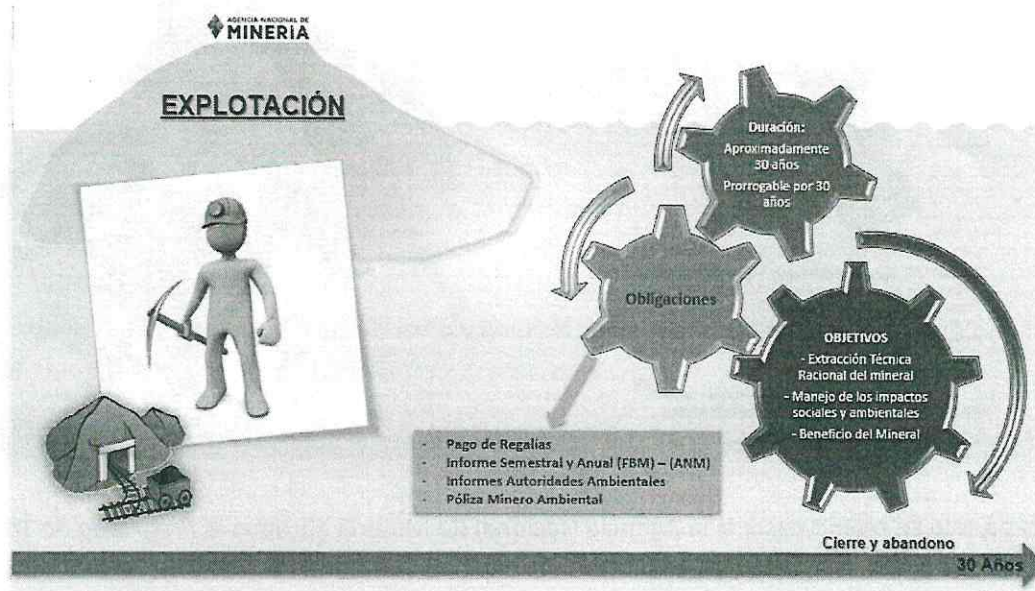 AGENCIA NACIONAL DE
MINERÍA
EXPLOTACIÓN
Duración:
Aproximadamente
30 años
Prorrogable por 30
años
Obligaciones
OBJETIVOS
- Extracción Técnica
Racional del mineral
- Manejo de los impactos
sociales y ambientales
- Beneficio del Mineral
- Pago de Regalías
- Informe Semestral y Anual (FBM) – (ANM)
- Informes Autoridades Ambientales
- Póliza Minero Ambiental
Cierre y abandono
30 Años